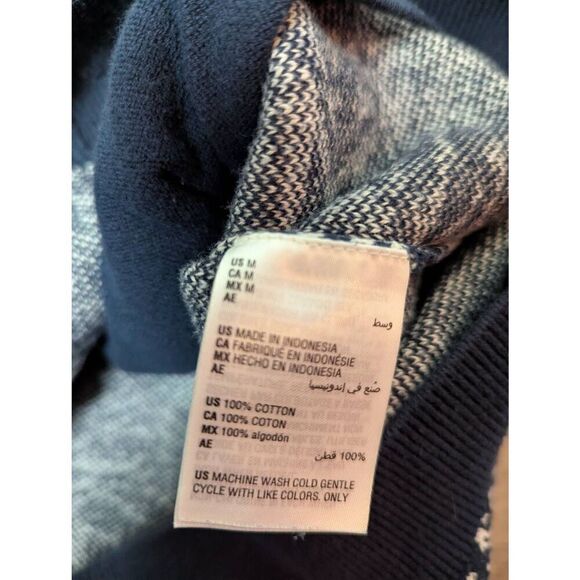 US M
CA M
MX M
AE
وسط
US MADE IN INDONESIA
CA FABRIQUÉ EN INDONÉSIE
MX HECHO EN INDONESIA
AE
صُنع في إندونيسيا
US 100% COTTON
CA 100% COTON
MX 100% algodón
AE
100% قطن
US MACHINE WASH COLD GENTLE
CYCLE WITH LIKE COLORS. ONLY